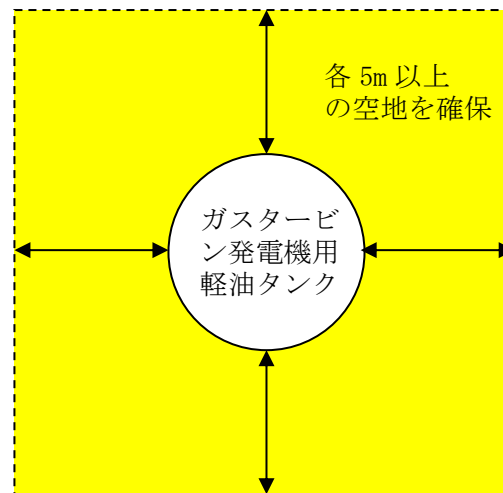 各 5m 以上
の空地を確保
ガスタービ
ン発電機用
軽油タンク